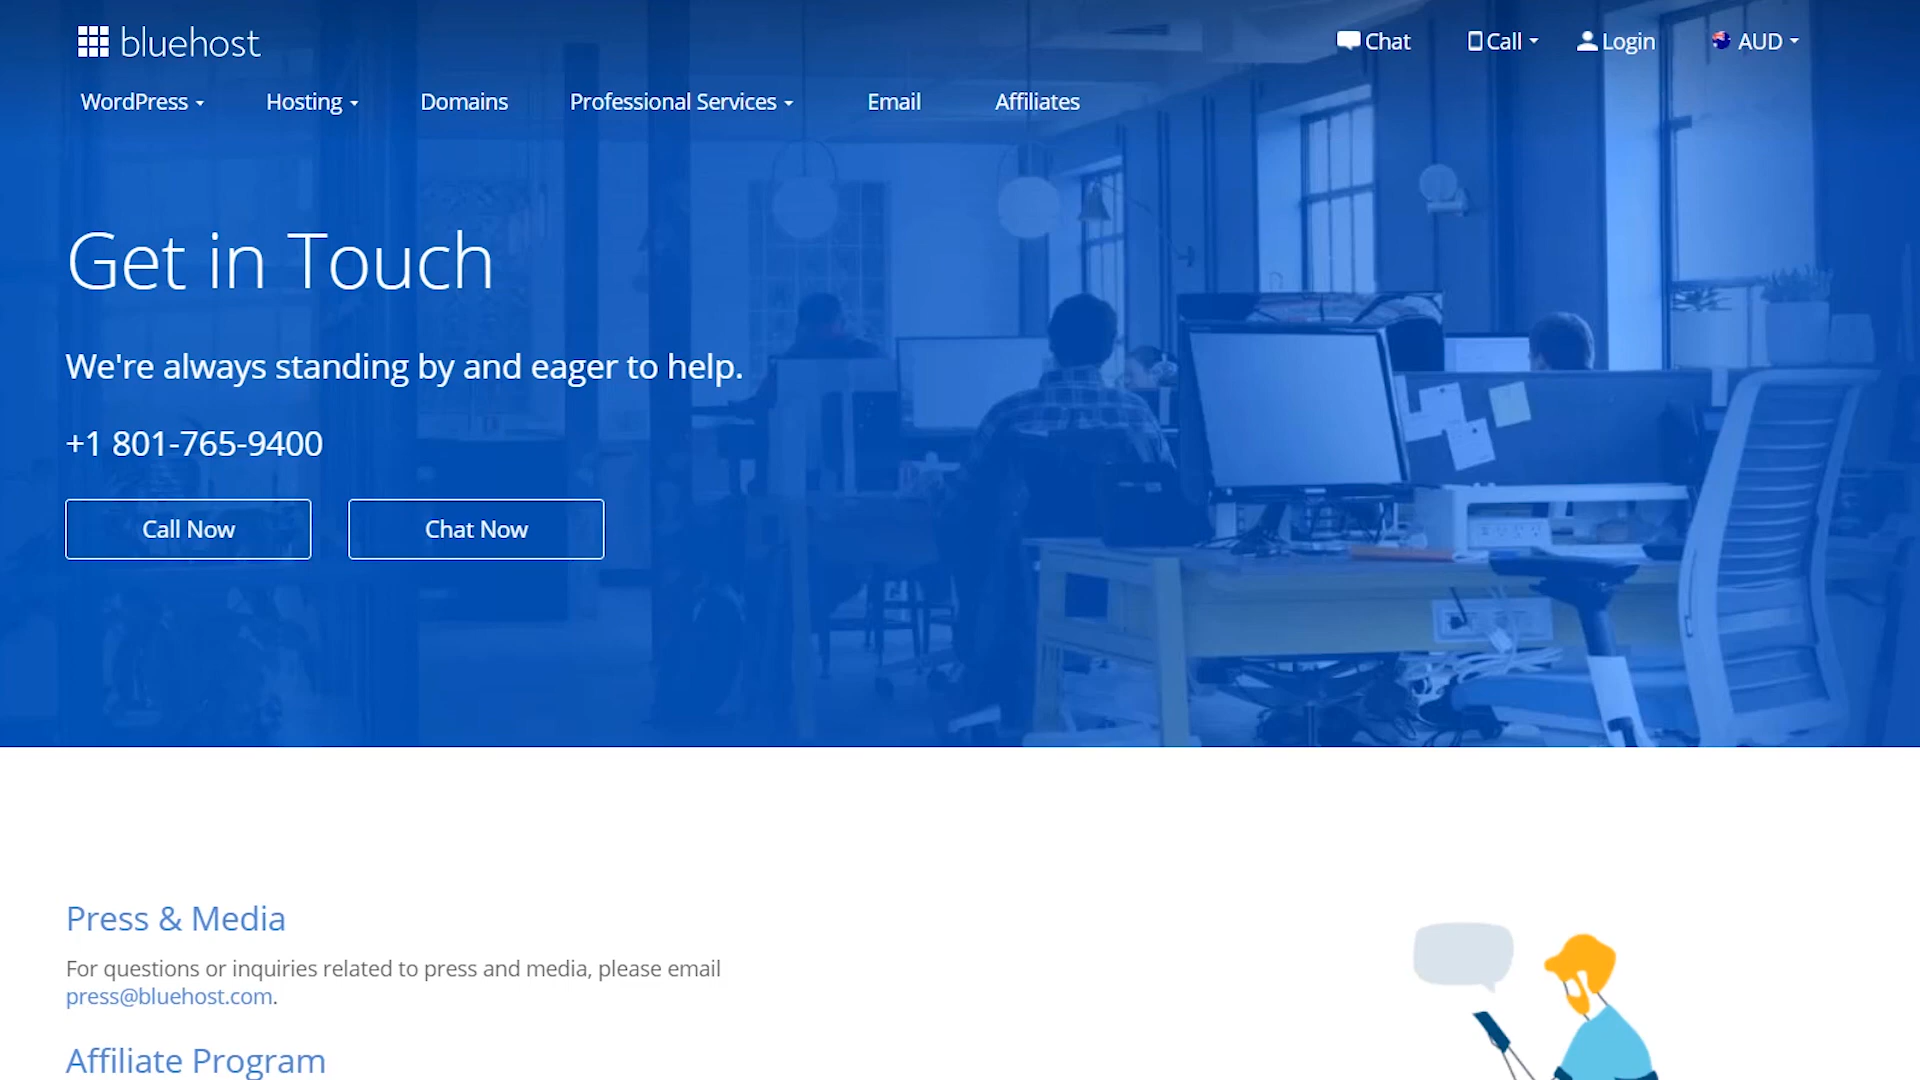 bluehost
Chat
Call
Login
AUD
WordPress
Hosting
Domains
Professional Services
Email
Affiliates
Get in Touch
We're always standing by and eager to help.
+1 801-765-9400
Call Now
Chat Now
Press & Media
For questions or inquiries related to press and media, please email
press@bluehost.com.
Affiliate Program